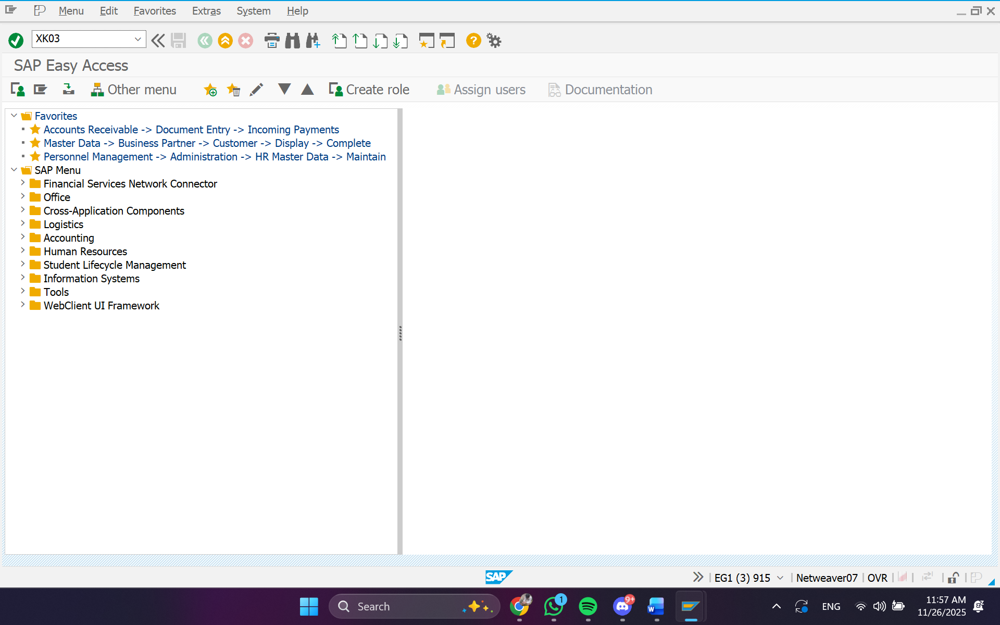 Menu Edit Favorites Extras System Help
XK03
SAP Easy Access
Other menu Create role Assign users Documentation
Favorites
Accounts Receivable -> Document Entry -> Incoming Payments
Master Data -> Business Partner -> Customer -> Display -> Complete
Personnel Management -> Administration -> HR Master Data -> Maintain
SAP Menu
Financial Services Network Connector
Office
Cross-Application Components
Logistics
Accounting
Human Resources
Student Lifecycle Management
Information Systems
Tools
WebClient UI Framework
SAP
EG1 (3) 915 Netweaver07 OVR
Search 1 9+ W ENG 11:57 AM
11/26/2025